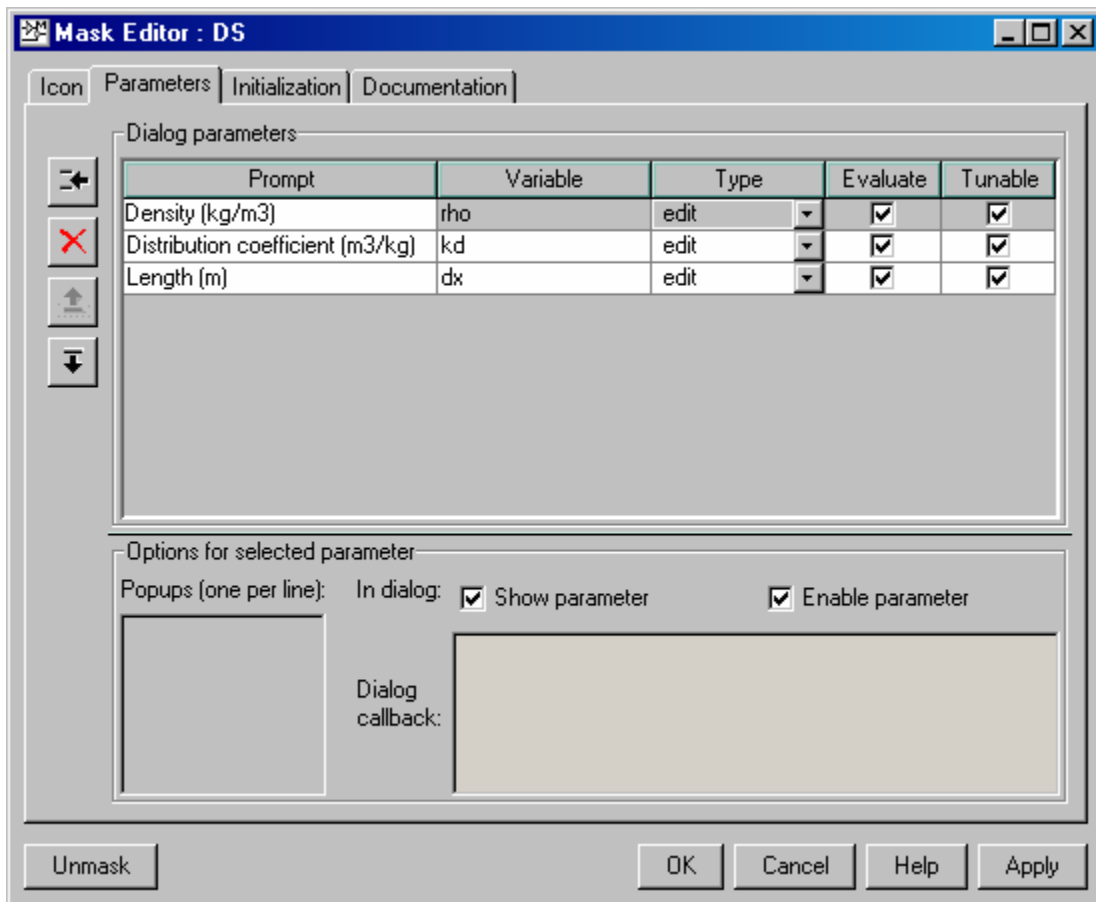 Mask Editor : DS
Icon Parameters Initialization Documentation
Dialog parameters
Prompt Variable Type Evaluate Tunable
Density (kg/m3) rho edit
Distribution coefficient (m3/kg) kd edit
Length (m) dx edit
Options for selected parameter
Popups (one per line): In dialog: Show parameter Enable parameter
Dialog
callback:
Unmask OK Cancel Help Apply